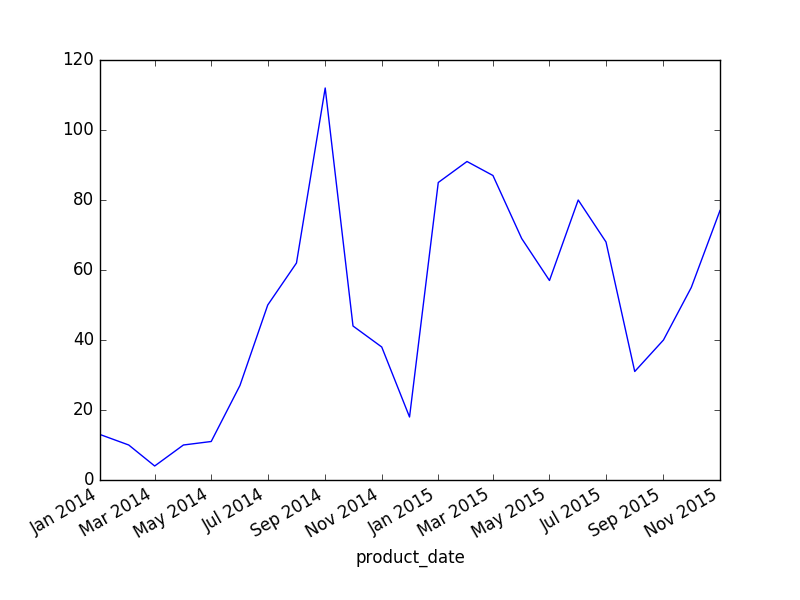 120
100
80
60
40
20
0
Jan 2014
Mar 2014
May 2014
Jul 2014
Sep 2014
Nov 2014
Jan 2015
Mar 2015
May 2015
Jul 2015
Sep 2015
Nov 2015
product_date